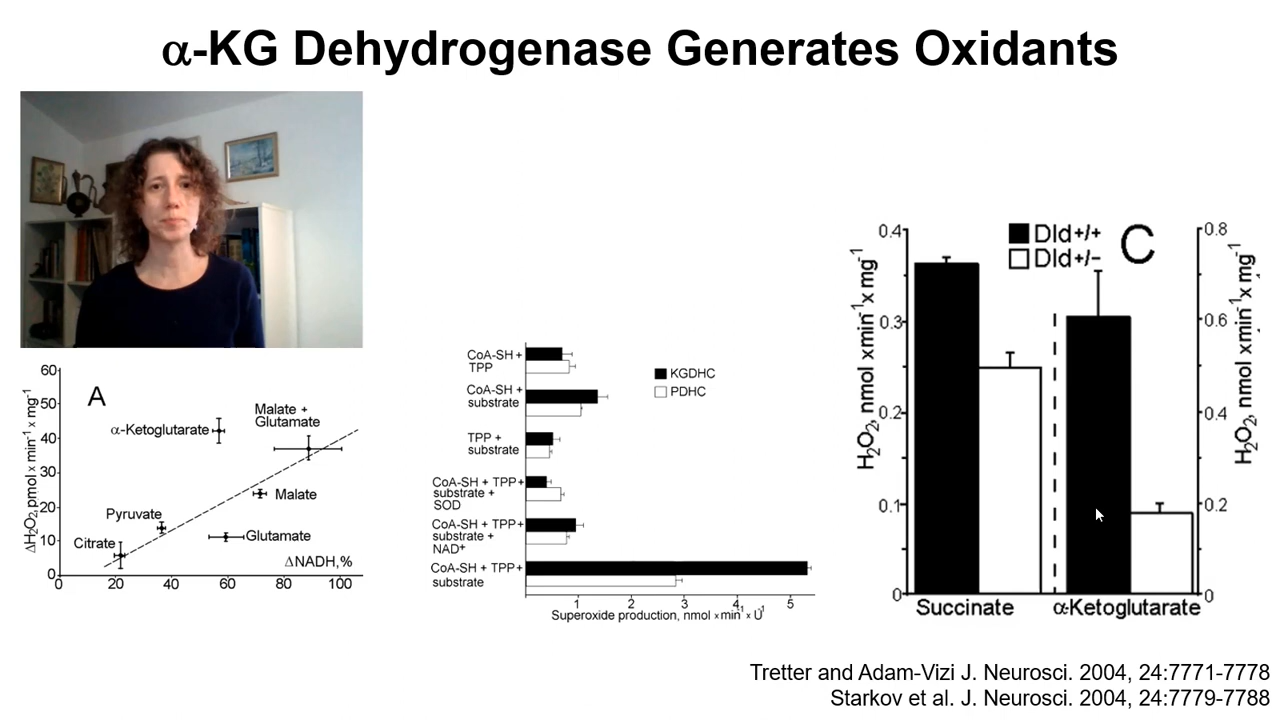 α-KG Dehydrogenase Generates Oxidants
60
50
40
30
20
10
0
ΔH2O2, pmol x min-1 x mg-1
A
α-Ketoglutarate
Malate +
Glutamate
Malate
Pyruvate
Glutamate
Citrate
ΔNADH,%
0 20 40 60 80 100
CoA-SH +
TPP
CoA-SH +
substrate
TPP +
substrate
CoA-SH + TPP+
substrate +
SOD
CoA-SH + TPP+
substrate +
NAD+
CoA-SH + TPP+
substrate
KGDHC
PDHC
1 2 3 4 5
Superoxide production, nmol x min-1 x U-1
Dld+/+
Dld+/−
C
0.4
0.3
0.2
0.1
0
H2O2, nmol xmin-1x mg-1
0.8
0.6
0.4
0.2
0
H2O2, nmol xmin-1x mg-1
Succinate
α-Ketoglutarate
Tretter and Adam-Vizi J. Neurosci. 2004, 24:7771-7778
Starkov et al. J. Neurosci. 2004, 24:7779-7788